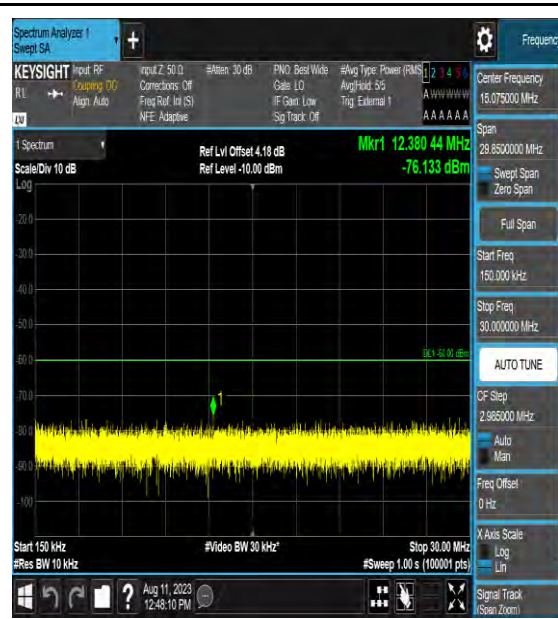 Spectrum Analyzer 1
Swept SA
+
Frequenc
KEYSIGHT Input: RF
RL
Coupling: DC
Align: Auto
LW
Input Z: 50 Ω
Corrections: Off
Freq Ref: Int (S)
NFE: Adaptive
#Atten: 30 dB
PNO: Best Wide
Gate: LO
IF Gain: Low
Sig Track: Off
#Avg Type: Power (RMS
Avg|Hold: 5/5
Trig: External 1
1 2 3 4 5 6
A W W W W W
A A A A A A
1 Spectrum
Scale/Div 10 dB
Log
Ref Lvl Offset 4.18 dB
Ref Level -10.00 dBm
Mkr1 12.380 44 MHz
-76.133 dBm
-20.0
-30.0
-40.0
-50.0
-60.0
DL1 -60.00 dBm
-70.0
1
-80.0
-90.0
-100
Start 150 kHz
#Res BW 10 kHz
#Video BW 30 kHz*
Stop 30.00 MHz
#Sweep 1.00 s (100001 pts)
Center Frequency
15.075000 MHz
Span
29.8500000 MHz
Swept Span
Zero Span
Full Span
Start Freq
150.000 kHz
Stop Freq
30.000000 MHz
AUTO TUNE
CF Step
2.985000 MHz
Auto
Man
Freq Offset
0 Hz
X Axis Scale
Log
Lin
Signal Track
(Span Zoom)
?
Aug 11, 2023
12:48:10 PM